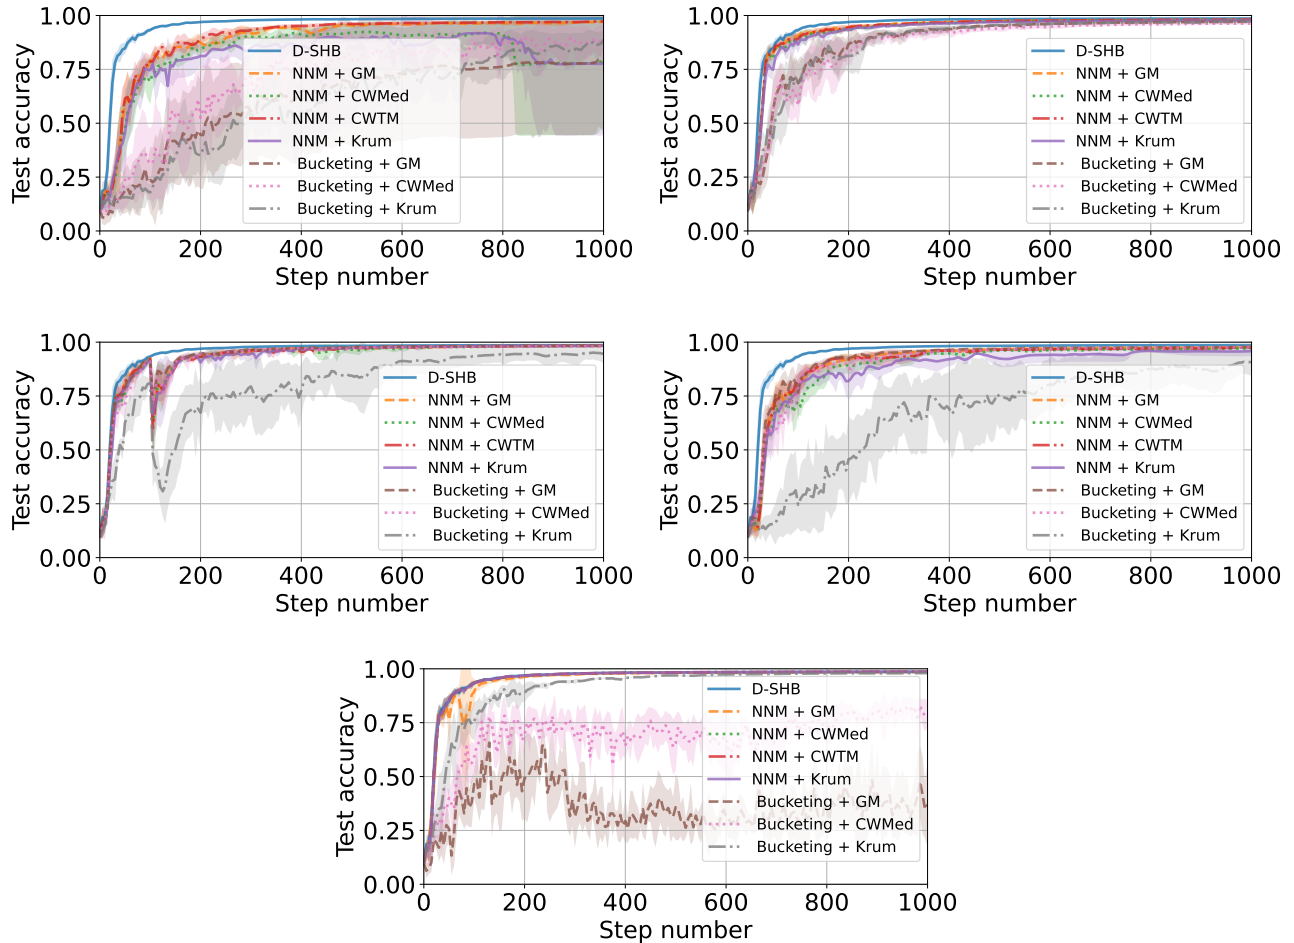 1.00
0.75
0.50
0.25
0.00
Test accuracy
0 200 400 600 800 1000
Step number
D-SHB
NNM + GM
NNM + CWMed
NNM + CWTM
NNM + Krum
Bucketing + GM
Bucketing + CWMed
Bucketing + Krum
1.00
0.75
0.50
0.25
0.00
Test accuracy
0 200 400 600 800 1000
Step number
D-SHB
NNM + GM
NNM + CWMed
NNM + CWTM
NNM + Krum
Bucketing + GM
Bucketing + CWMed
Bucketing + Krum
1.00
0.75
0.50
0.25
0.00
Test accuracy
0 200 400 600 800 1000
Step number
D-SHB
NNM + GM
NNM + CWMed
NNM + CWTM
NNM + Krum
Bucketing + GM
Bucketing + CWMed
Bucketing + Krum
1.00
0.75
0.50
0.25
0.00
Test accuracy
0 200 400 600 800 1000
Step number
D-SHB
NNM + GM
NNM + CWMed
NNM + CWTM
NNM + Krum
Bucketing + GM
Bucketing + CWMed
Bucketing + Krum
1.00
0.75
0.50
0.25
0.00
Test accuracy
0 200 400 600 800 1000
Step number
D-SHB
NNM + GM
NNM + CWMed
NNM + CWTM
NNM + Krum
Bucketing + GM
Bucketing + CWMed
Bucketing + Krum